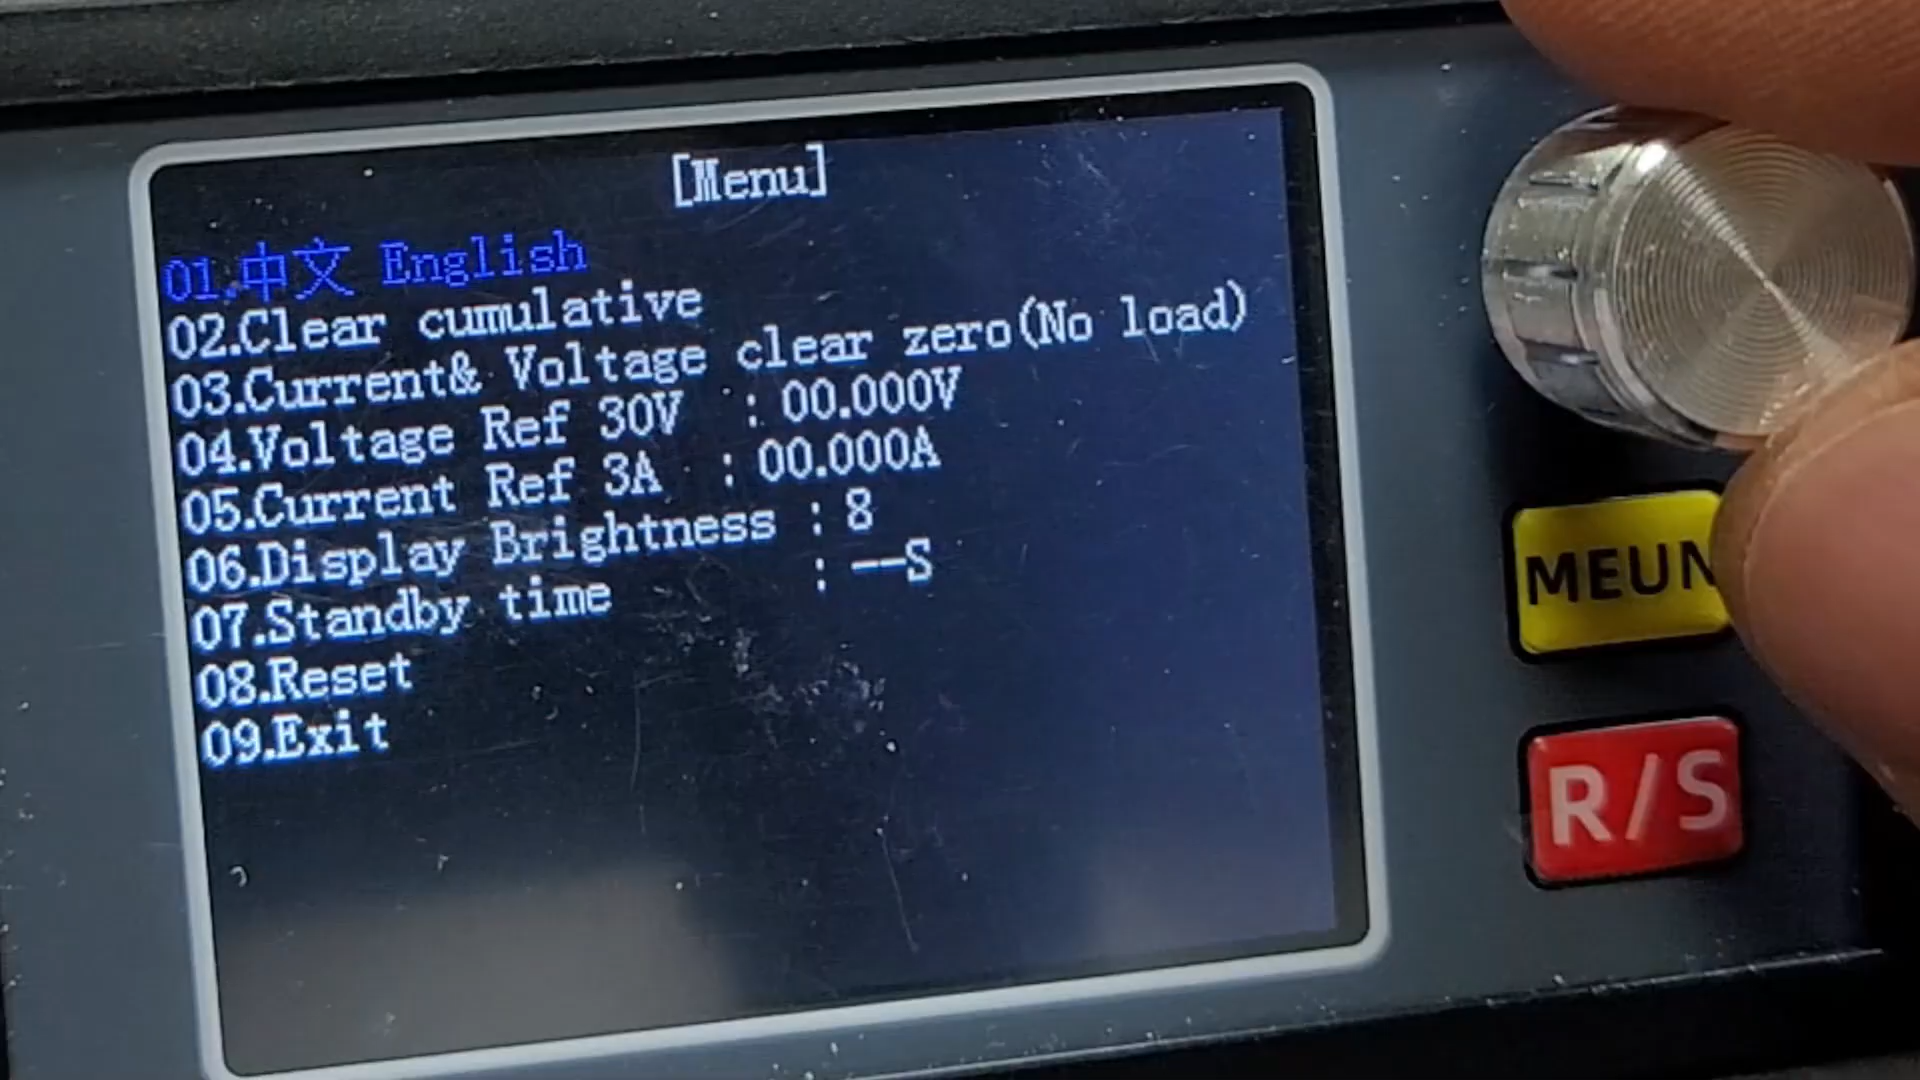 [Menu]
01.中文 English
02.Clear cumulative
03.Current& Voltage clear zero(No load)
04.Voltage Ref 30V : 00.000V
05.Current Ref 3A : 00.000A
06.Display Brightness : 8
07.Standby time : --S
08.Reset
09.Exit
MEUN
R/S